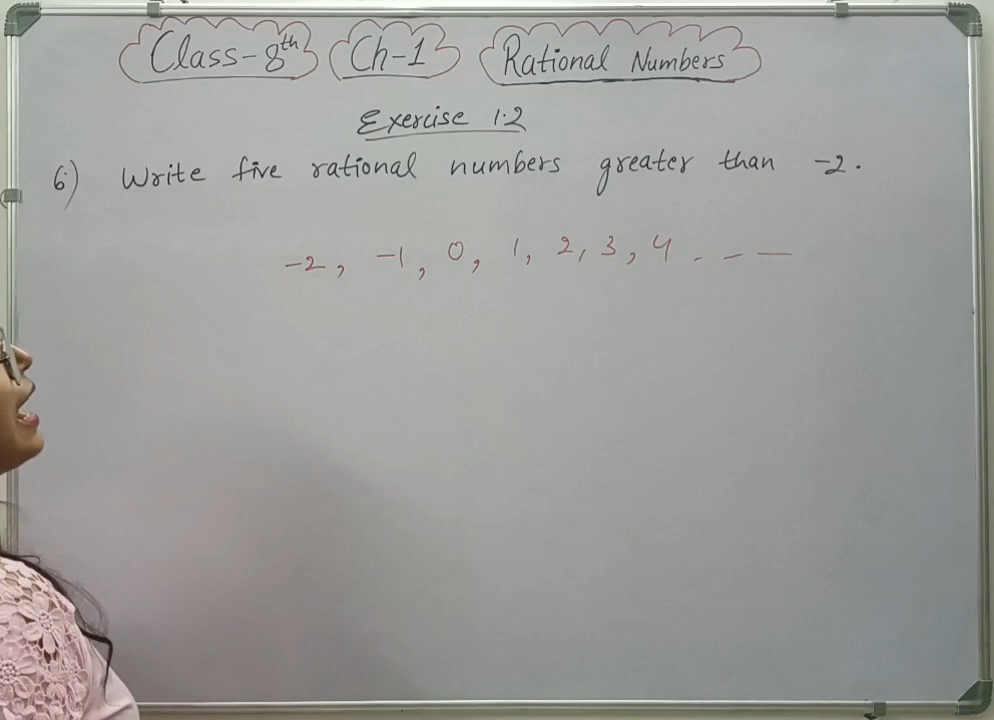 Class-8th Ch-1 Rational Numbers
Exercise 1.2
6) Write five rational numbers greater than -2.
-2, -1, 0, 1, 2, 3, 4 - - —